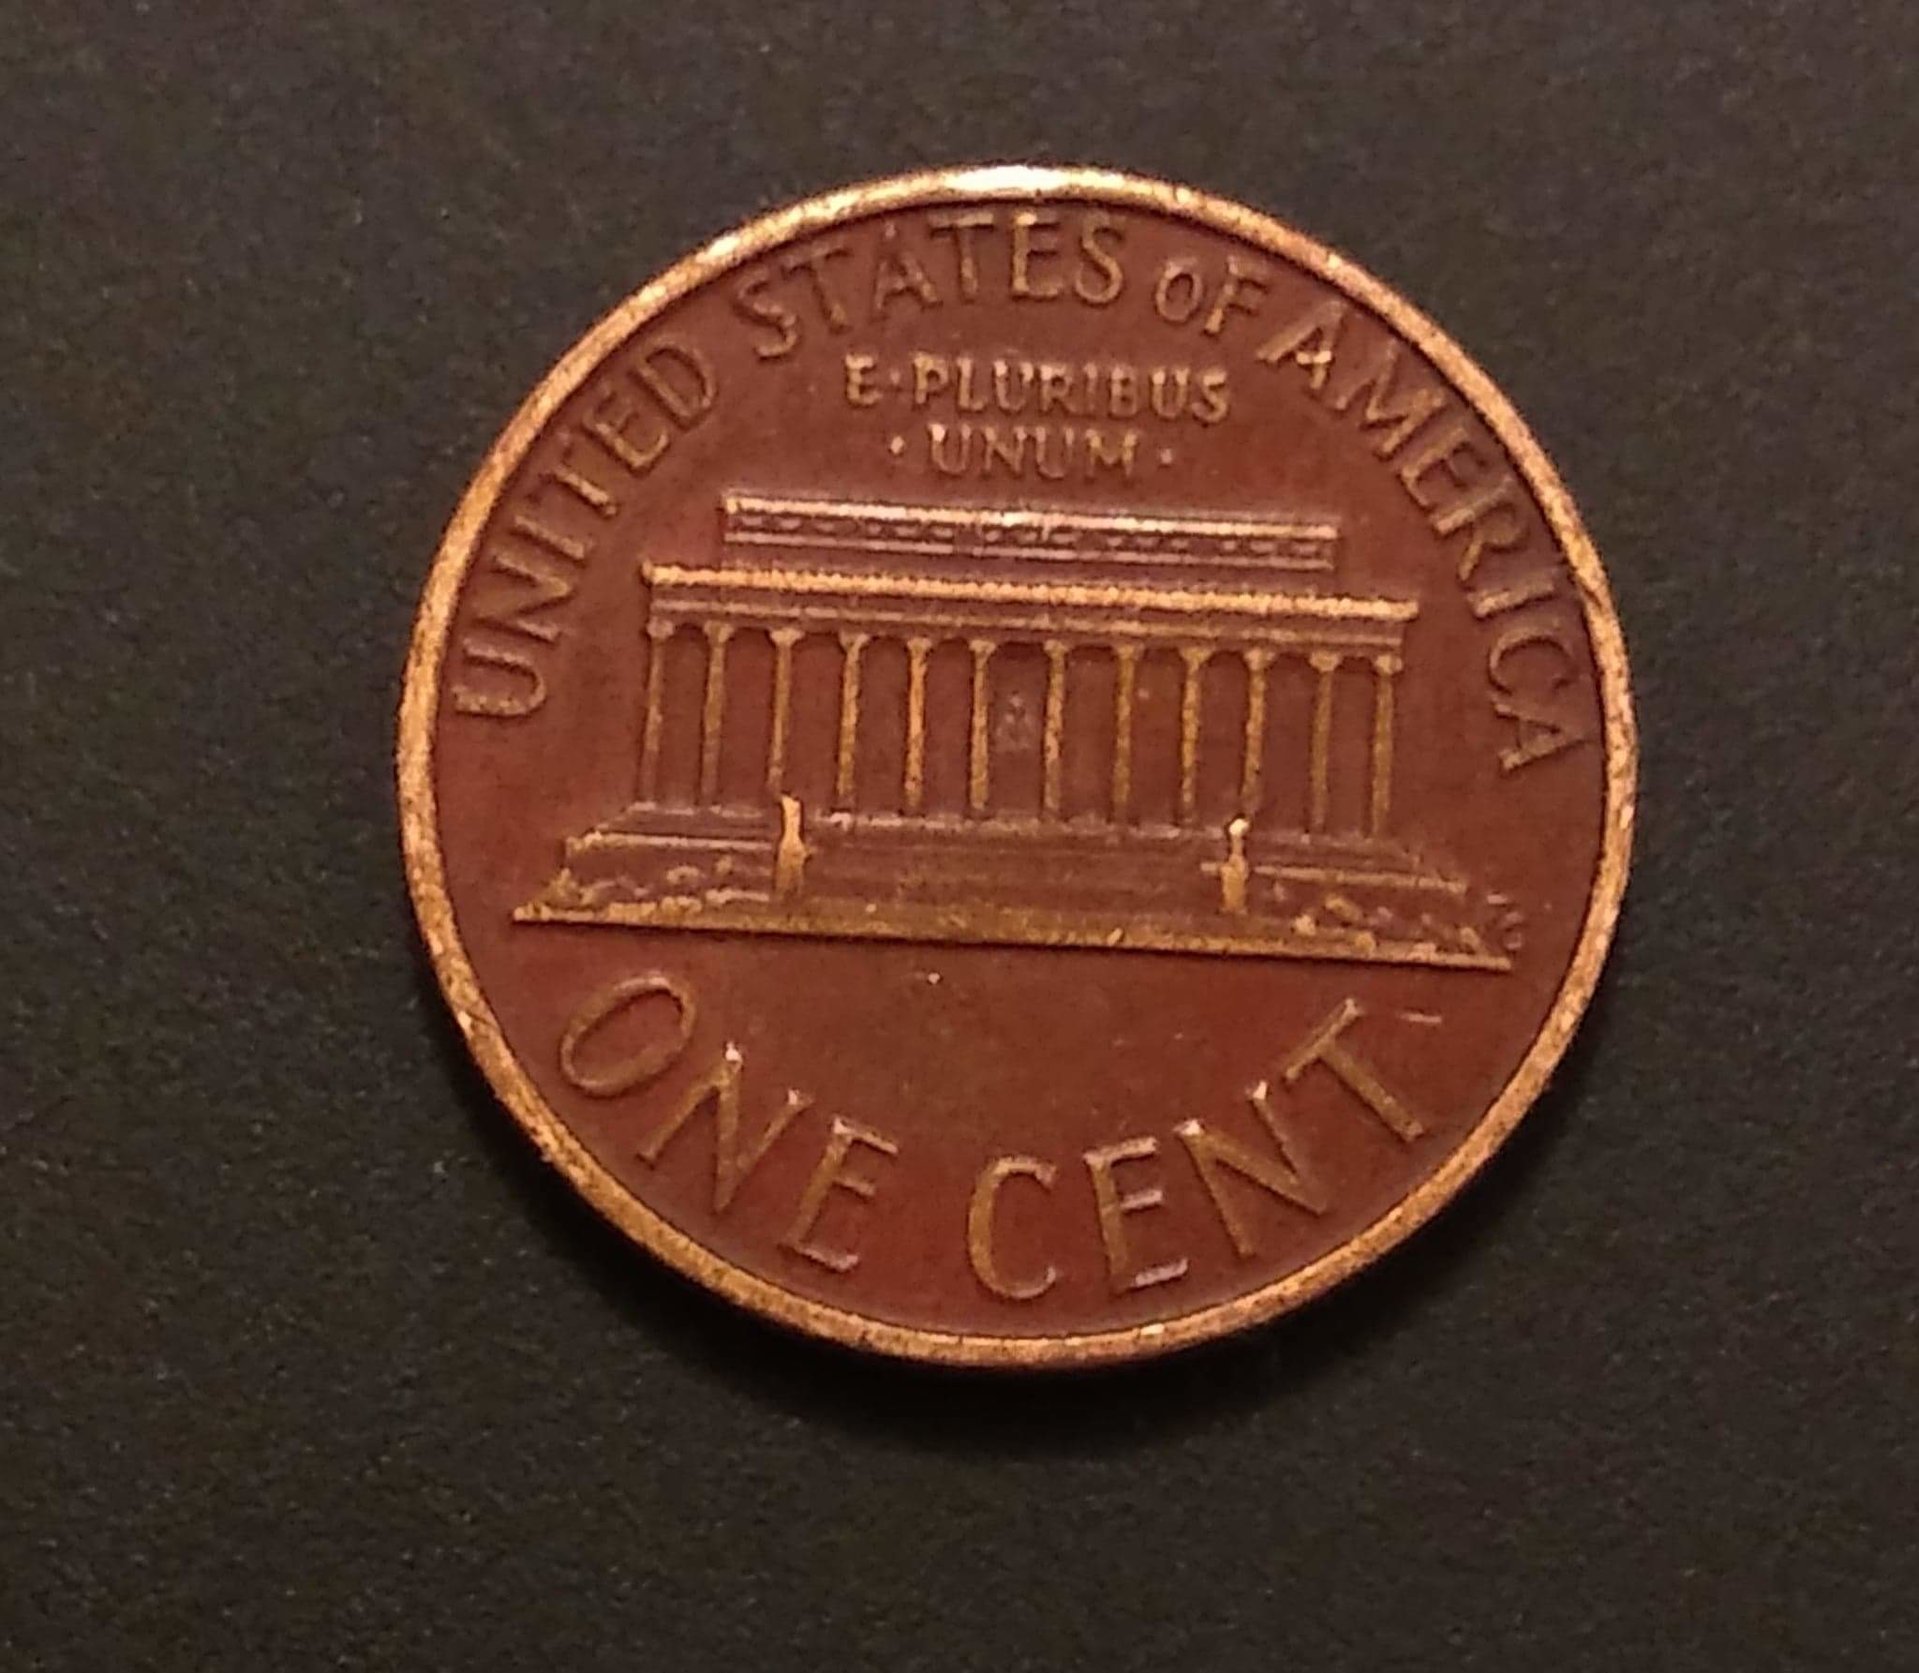 UNITED STATES OF AMERICA
E·PLURIBUS
·UNUM·
ONE CENT